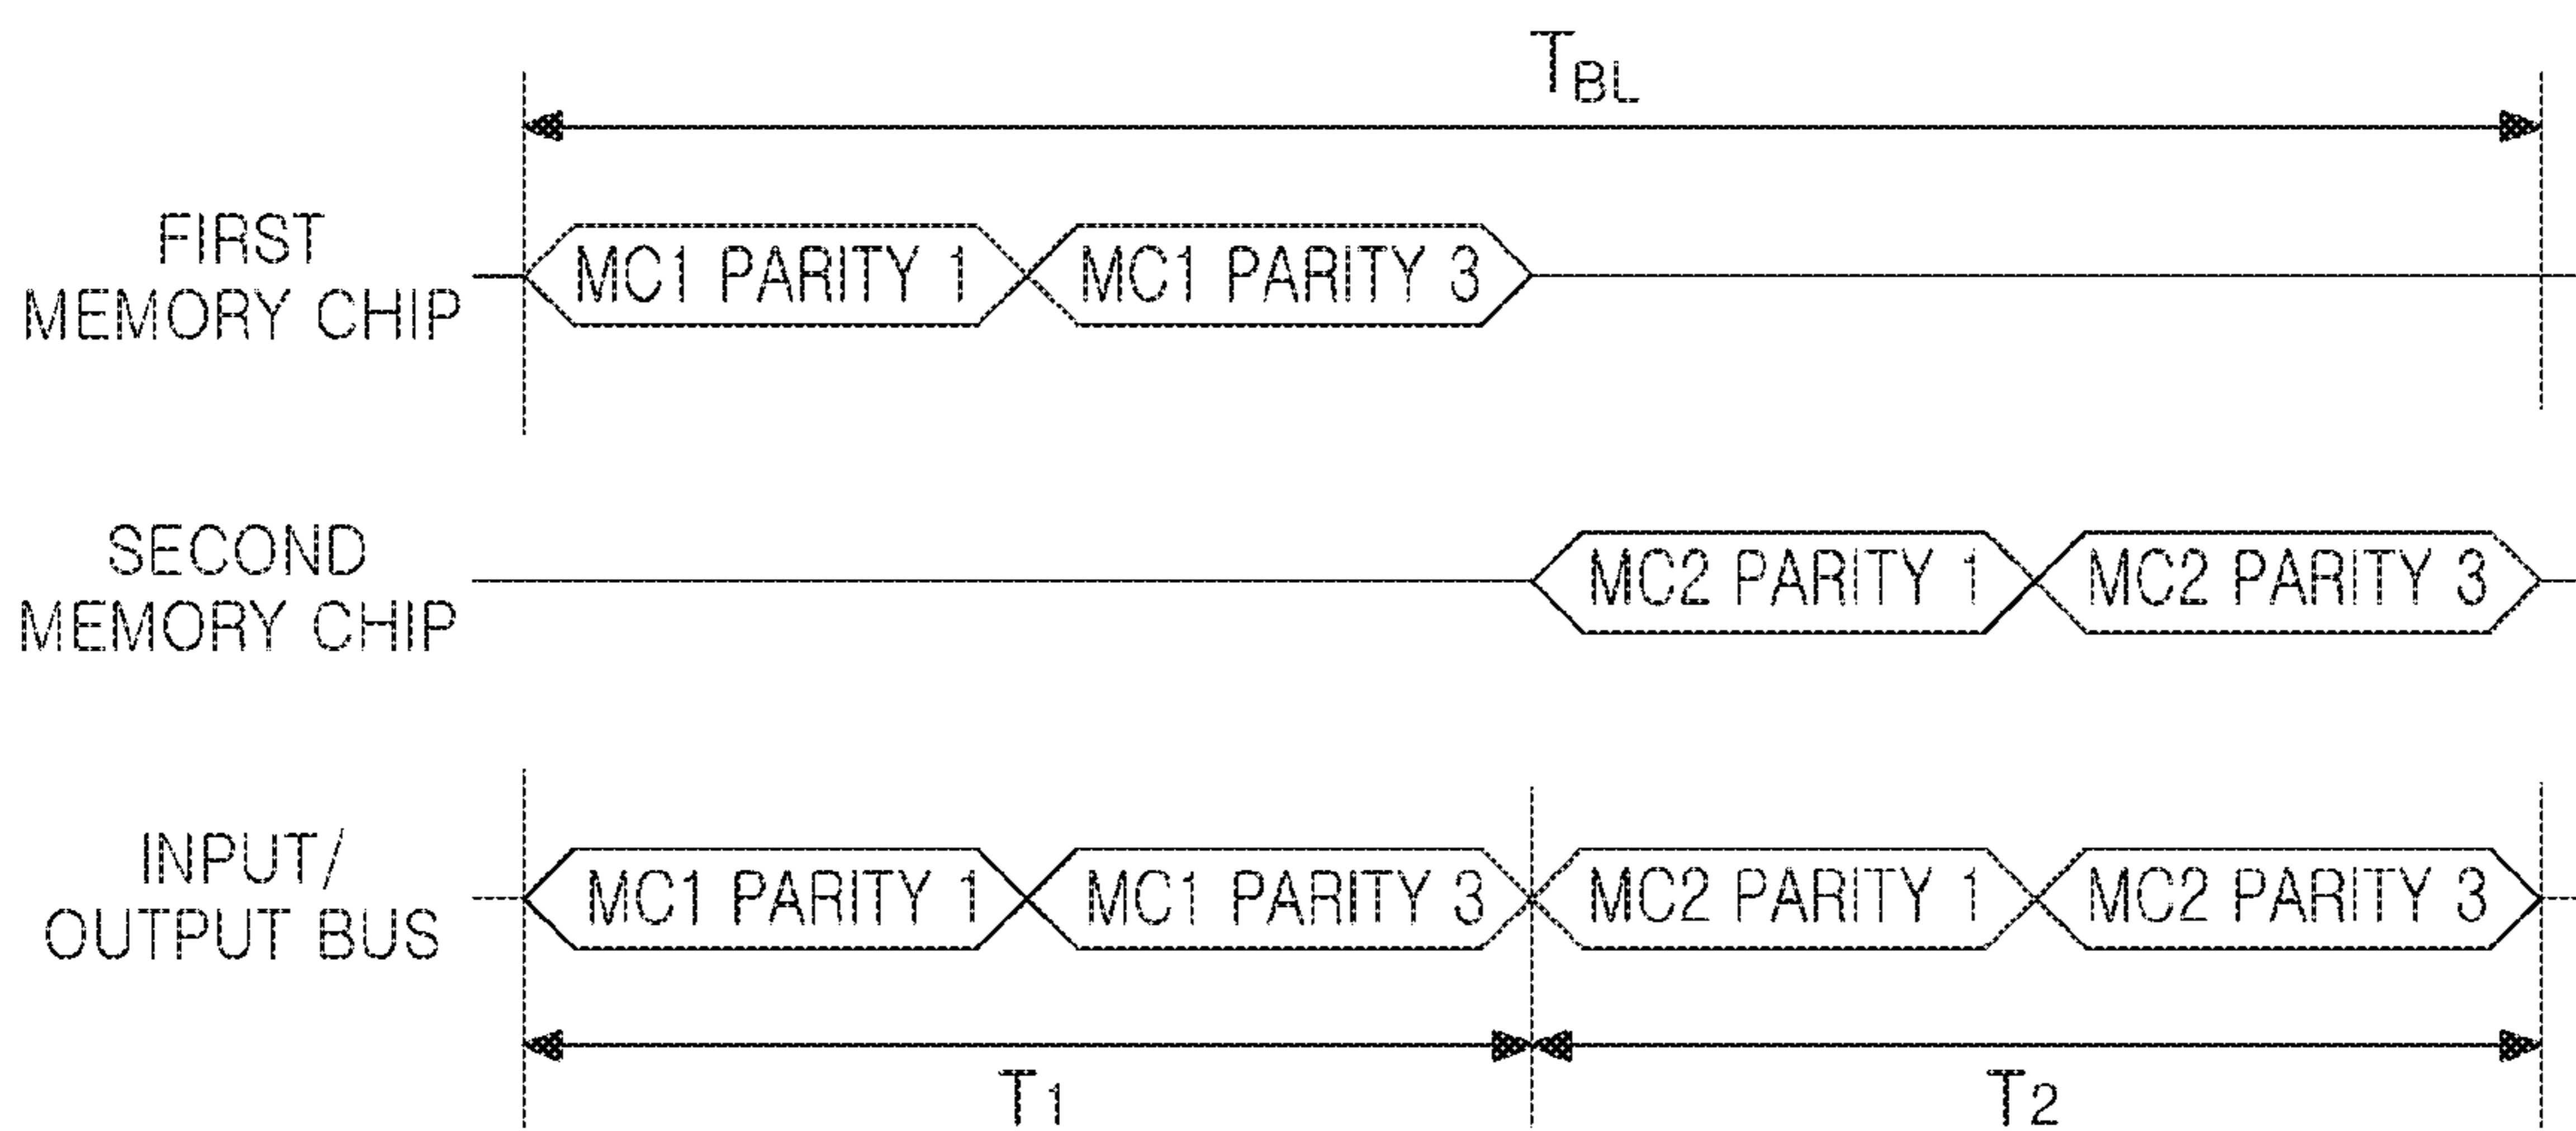 TBL
FIRST
MEMORY CHIP
MC1 PARITY 1
MC1 PARITY 3
SECOND
MEMORY CHIP
MC2 PARITY 1
MC2 PARITY 3
INPUT/
OUTPUT BUS
MC1 PARITY 1
MC1 PARITY 3
MC2 PARITY 1
MC2 PARITY 3
T1
T2